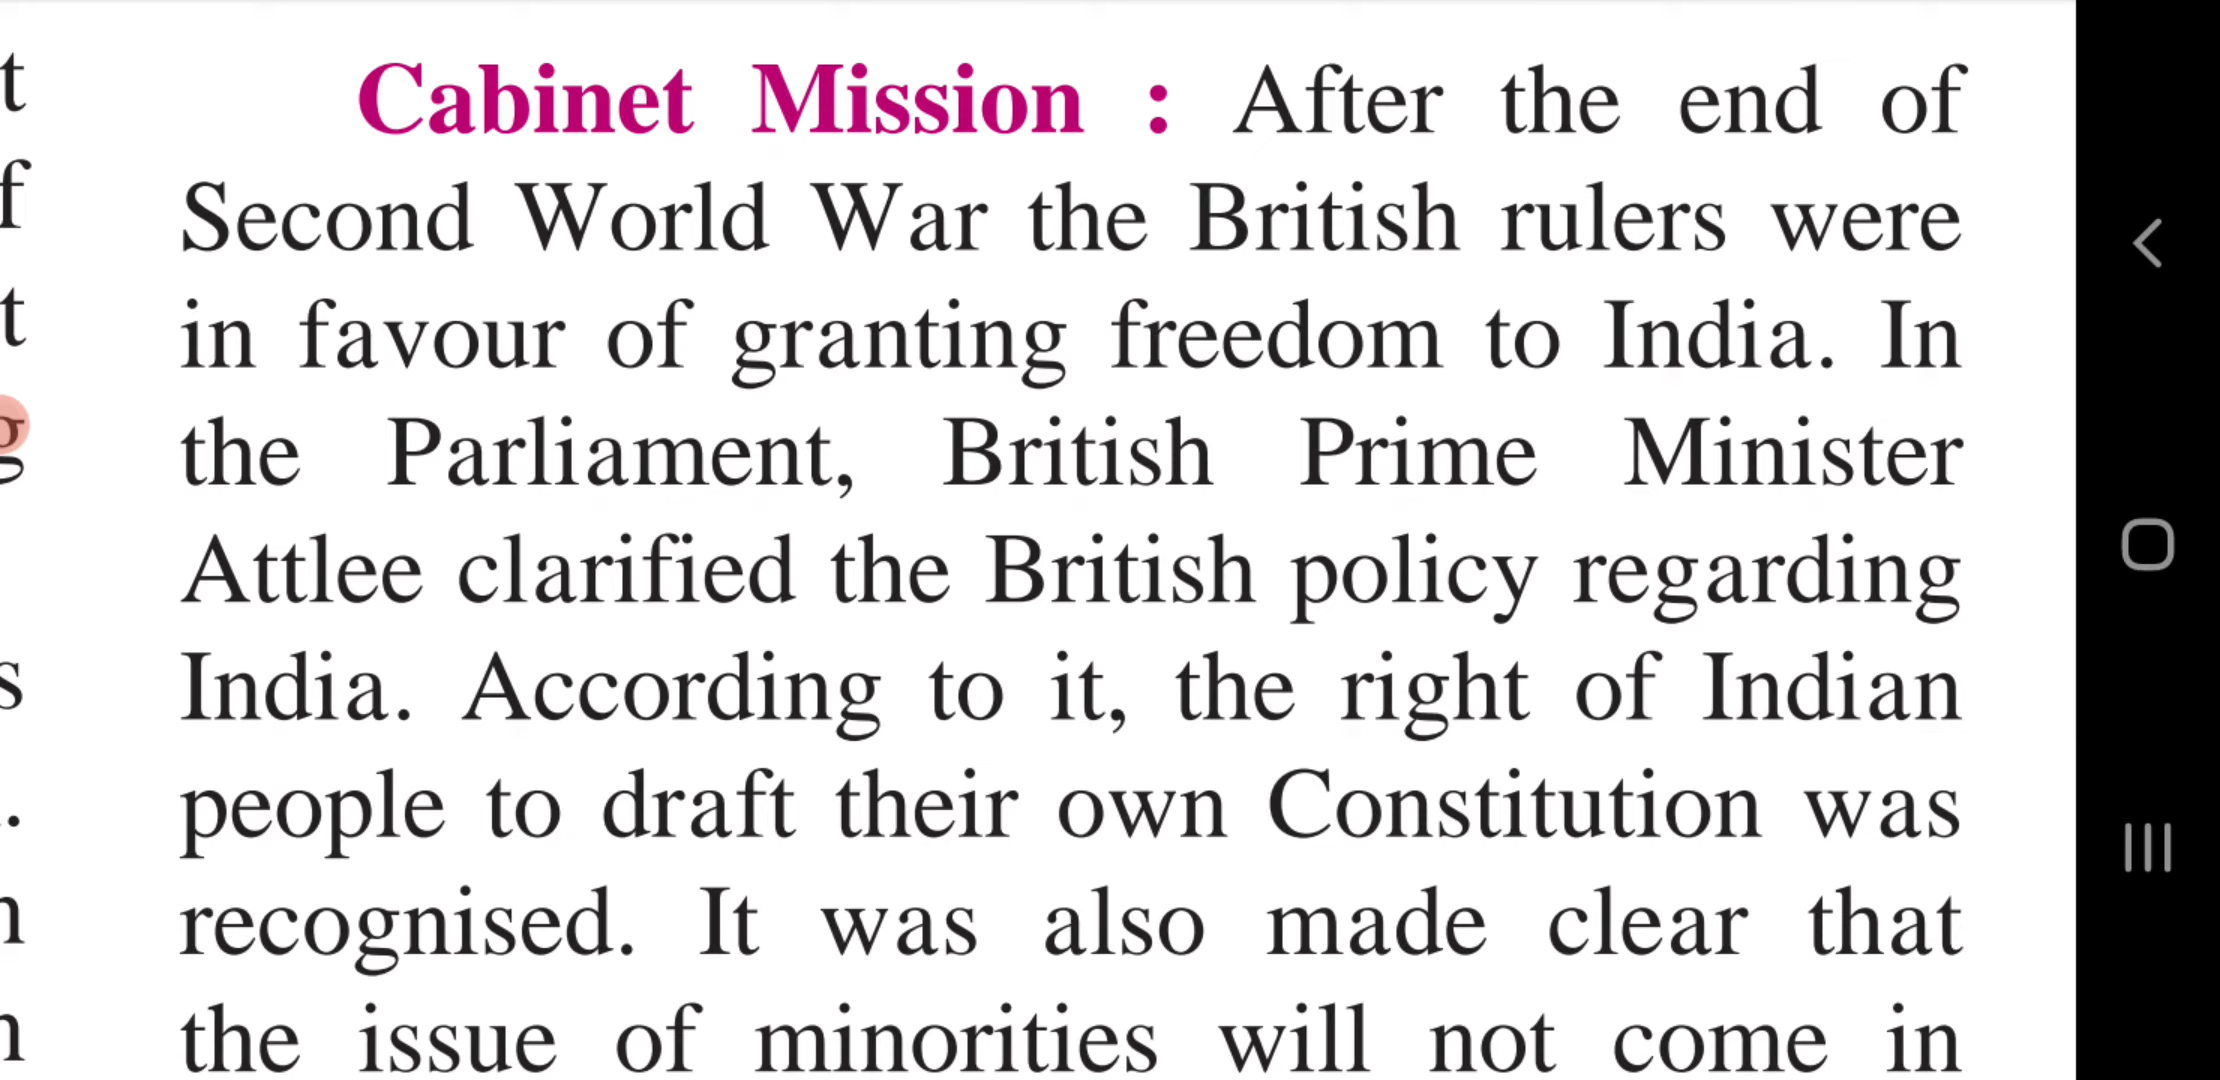 Cabinet Mission : After the end of
Second World War the British rulers were
in favour of granting freedom to India. In
the Parliament, British Prime Minister
Attlee clarified the British policy regarding
India. According to it, the right of Indian
people to draft their own Constitution was
recognised. It was also made clear that
the issue of minorities will not come in